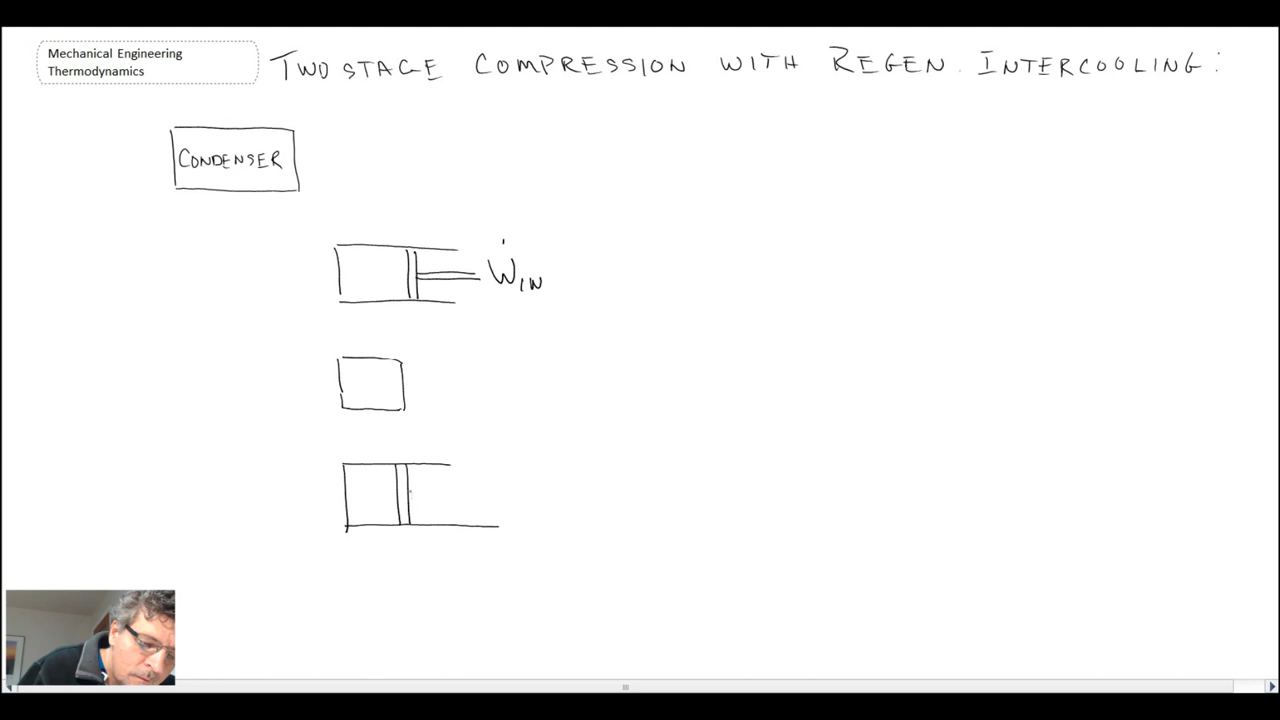 Mechanical Engineering
Thermodynamics
TWO STAGE COMPRESSION WITH REGEN. INTERCOOLING:
CONDENSER
Ẇ IN